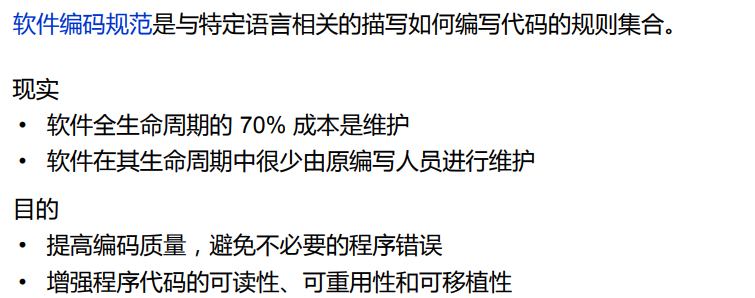 软件编码规范是与特定语言相关的描写如何编写代码的规则集合。
现实
• 软件全生命周期的 70% 成本是维护
• 软件在其生命周期中很少由原编写人员进行维护
目的
• 提高编码质量，避免不必要的程序错误
• 增强程序代码的可读性、可重用性和可移植性